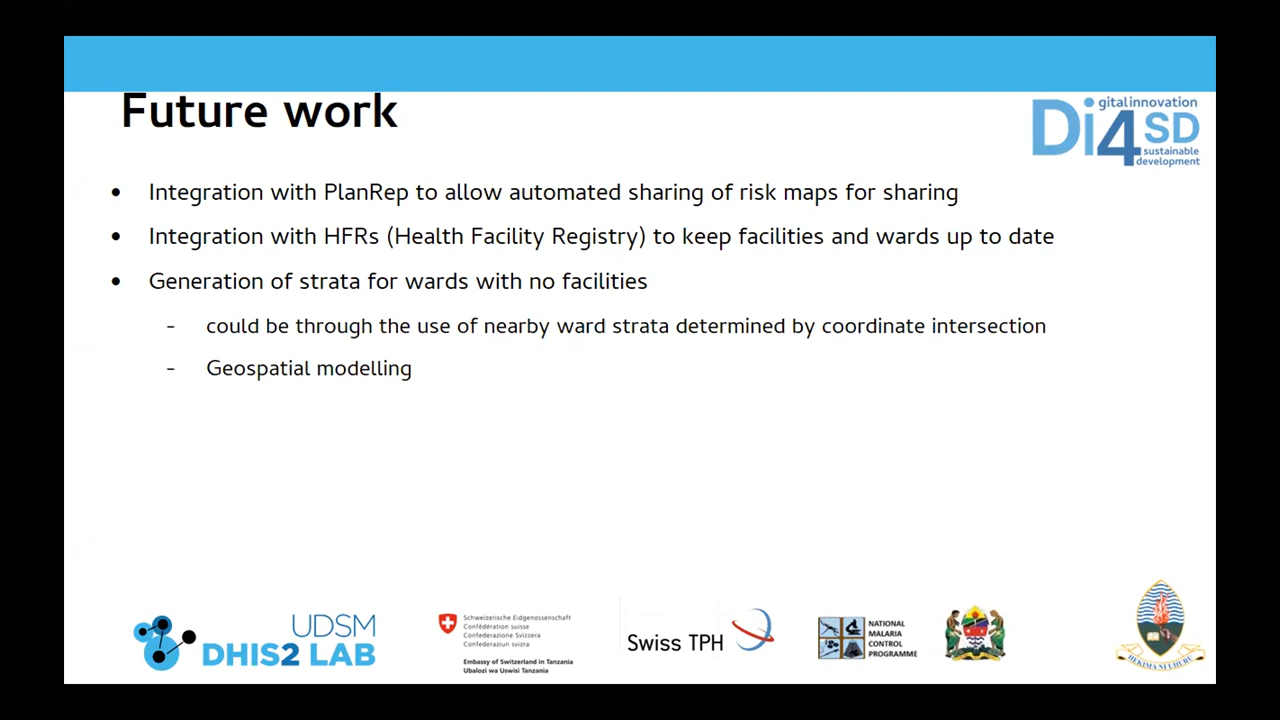 Future work
Di4SD
gitalinnovation
sustainable
development
• Integration with PlanRep to allow automated sharing of risk maps for sharing
• Integration with HFRs (Health Facility Registry) to keep facilities and wards up to date
• Generation of strata for wards with no facilities
- could be through the use of nearby ward strata determined by coordinate intersection
- Geospatial modelling
UDSM
DHIS2 LAB
Schweizerische Eidgenossenschaft
Confédération suisse
Confederazione Svizzera
Confederaziun svizra
Embassy of Switzerland in Tanzania
Ubalozi wa Uswisi Tanzania
Swiss TPH
NATIONAL
MALARIA
CONTROL
PROGRAMME
HEKIMA NI UHURU